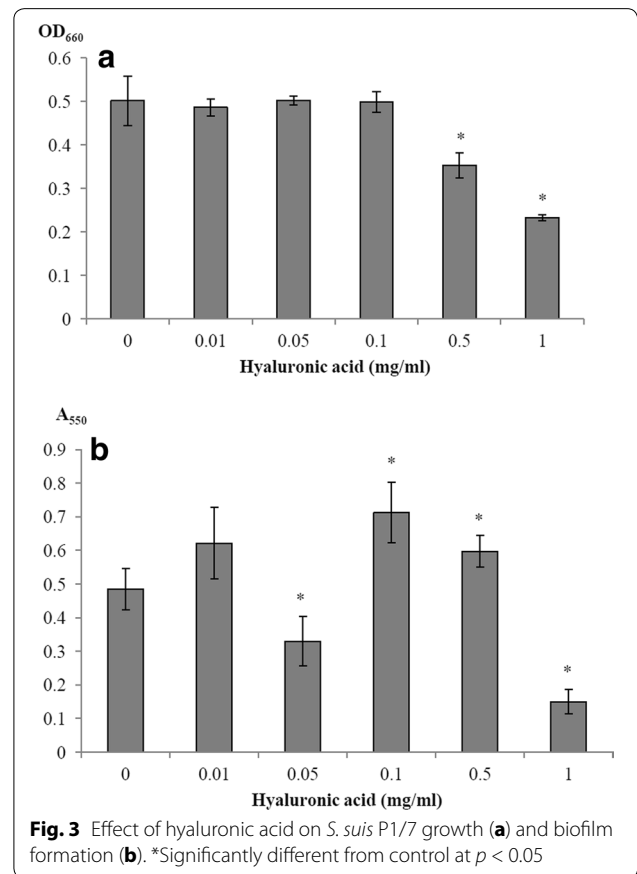 OD660
a
0.6
0.5
0.4
0.3
0.2
0.1
0
*
*
0 0.01 0.05 0.1 0.5 1
Hyaluronic acid (mg/ml)
A550
b
0.9
0.8
0.7
0.6
0.5
0.4
0.3
0.2
0.1
0
*
*
*
*
0 0.01 0.05 0.1 0.5 1
Hyaluronic acid (mg/ml)
Fig. 3 Effect of hyaluronic acid on S. suis P1/7 growth (a) and biofilm
formation (b). *Significantly different from control at p < 0.05